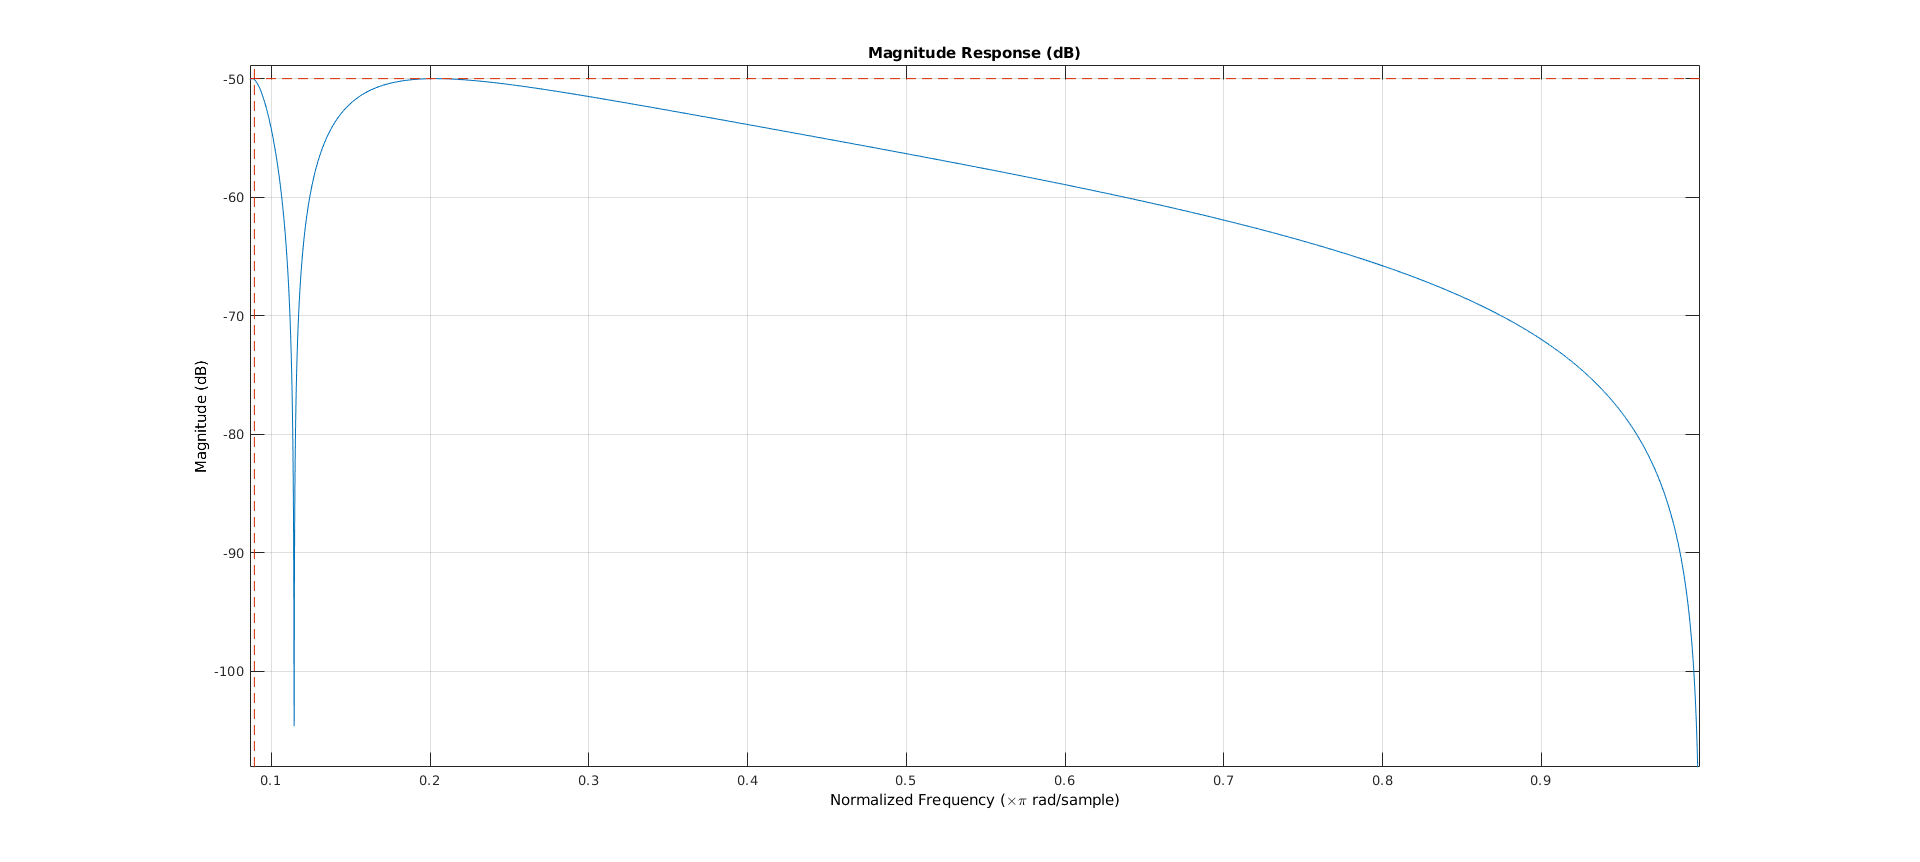 Magnitude Response (dB)
-50
-60
-70
-80
-90
-100
Magnitude (dB)
0.1 0.2 0.3 0.4 0.5 0.6 0.7 0.8 0.9
Normalized Frequency (×π rad/sample)